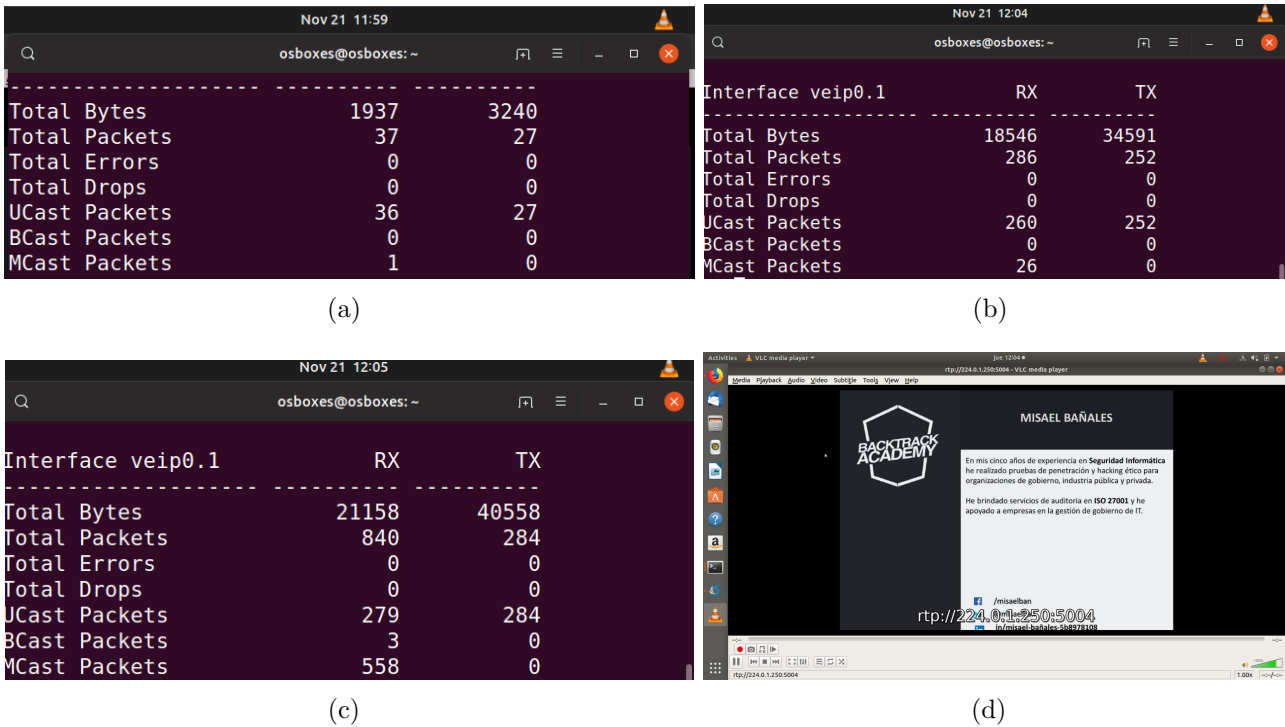 Nov 21 11:59
osboxes@osboxes: ~
-------------------- ---------- ----------
Total Bytes 1937 3240
Total Packets 37 27
Total Errors 0 0
Total Drops 0 0
UCast Packets 36 27
BCast Packets 0 0
MCast Packets 1 0
(a)
Nov 21 12:04
osboxes@osboxes: ~
Interface veip0.1 RX TX
-------------------- ---------- ----------
Total Bytes 18546 34591
Total Packets 286 252
Total Errors 0 0
Total Drops 0 0
UCast Packets 260 252
BCast Packets 0 0
MCast Packets 26 0
(b)
Nov 21 12:05
osboxes@osboxes: ~
Interface veip0.1 RX TX
-------------------- ---------- ----------
Total Bytes 21158 40558
Total Packets 840 284
Total Errors 0 0
Total Drops 0 0
UCast Packets 279 284
BCast Packets 3 0
MCast Packets 558 0
(c)
Activities VLC media player jue 12:04
rtp://224.0.1.250:5004 - VLC media player
Media Playback Audio Video Subtitle Tools View Help
BACKTRACK
ACADEMY
MISAEL BAÑALES
En mis cinco años de experiencia en Seguridad Informática
he realizado pruebas de penetración y hacking ético para
organizaciones de gobierno, industria pública y privada.
He brindado servicios de auditoria en ISO 27001 y he
apoyado a empresas en la gestión de gobierno de IT.
/misaelban
rtp://224.0.1.250:5004
in/misael-bañales-5b8978108
--:-- --:--
rtp://224.0.1.250:5004 1.00x --:--/--:--
100%
(d)